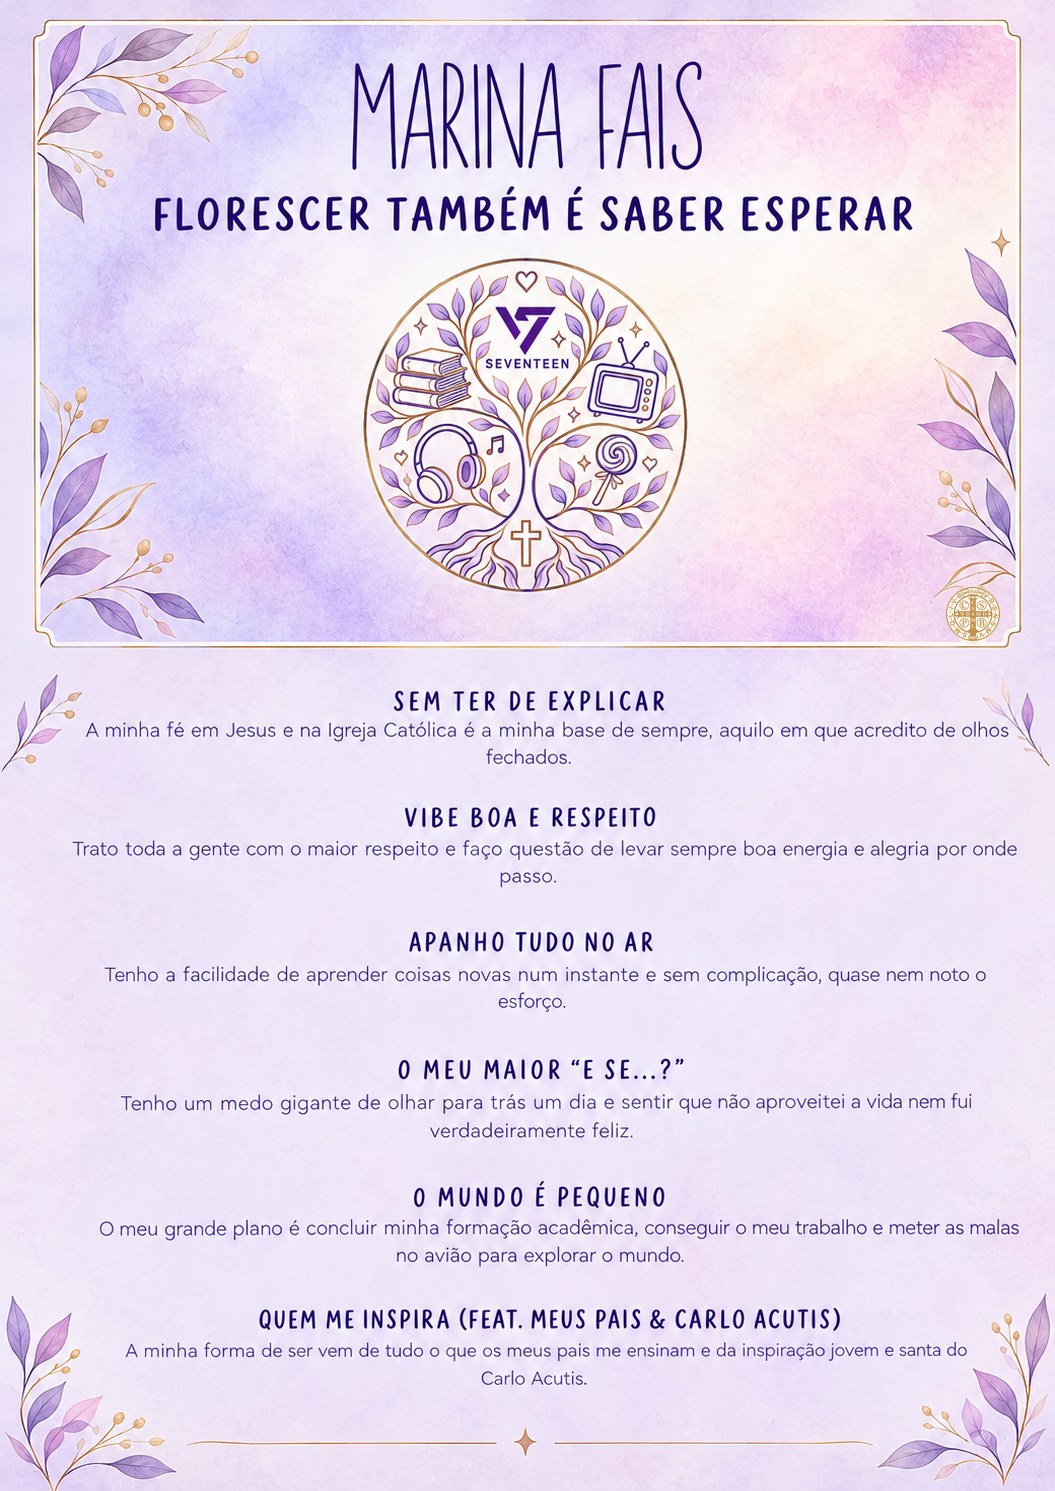 MARINA FAIS
FLORESCER TAMBÉM É SABER ESPERAR
SEVENTEEN
SEM TER DE EXPLICAR
A minha fé em Jesus e na Igreja Católica é a minha base de sempre, aquilo em que acredito de olhos
fechados.
VIBE BOA E RESPEITO
Trato toda a gente com o maior respeito e faço questão de levar sempre boa energia e alegria por onde
passo.
APANHO TUDO NO AR
Tenho a facilidade de aprender coisas novas num instante e sem complicação, quase nem noto o
esforço.
O MEU MAIOR “E SE...?”
Tenho um medo gigante de olhar para trás um dia e sentir que não aproveitei a vida nem fui
verdadeiramente feliz.
O MUNDO É PEQUENO
O meu grande plano é concluir minha formação acadêmica, conseguir o meu trabalho e meter as malas
no avião para explorar o mundo.
QUEM ME INSPIRA (FEAT. MEUS PAIS & CARLO ACUTIS)
A minha forma de ser vem de tudo o que os meus pais me ensinam e da inspiração jovem e santa do
Carlo Acutis.